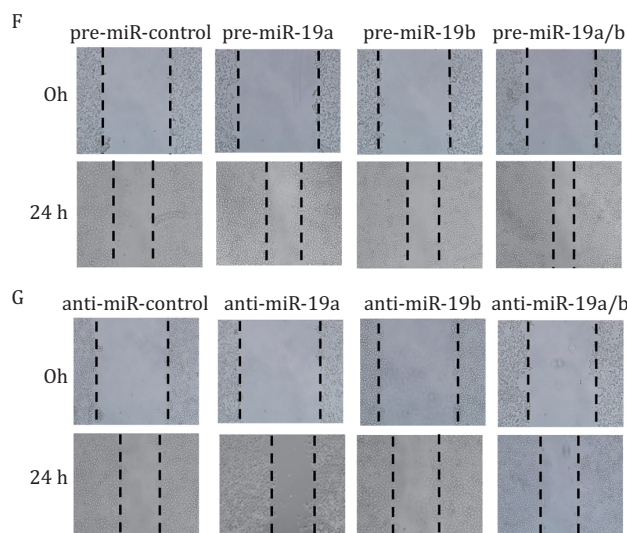 F
pre-miR-control pre-miR-19a pre-miR-19b pre-miR-19a/b
Oh
24 h
G
anti-miR-control anti-miR-19a anti-miR-19b anti-miR-19a/b
Oh
24 h